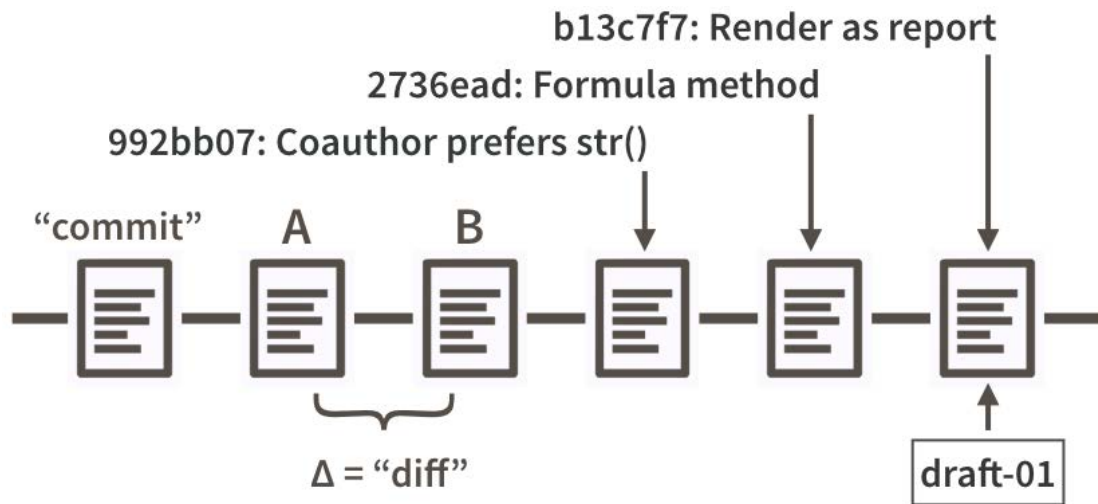 b13c7f7: Render as report
2736ead: Formula method
992bb07: Coauthor prefers str()
“commit” A B
Δ = “diff”
draft-01